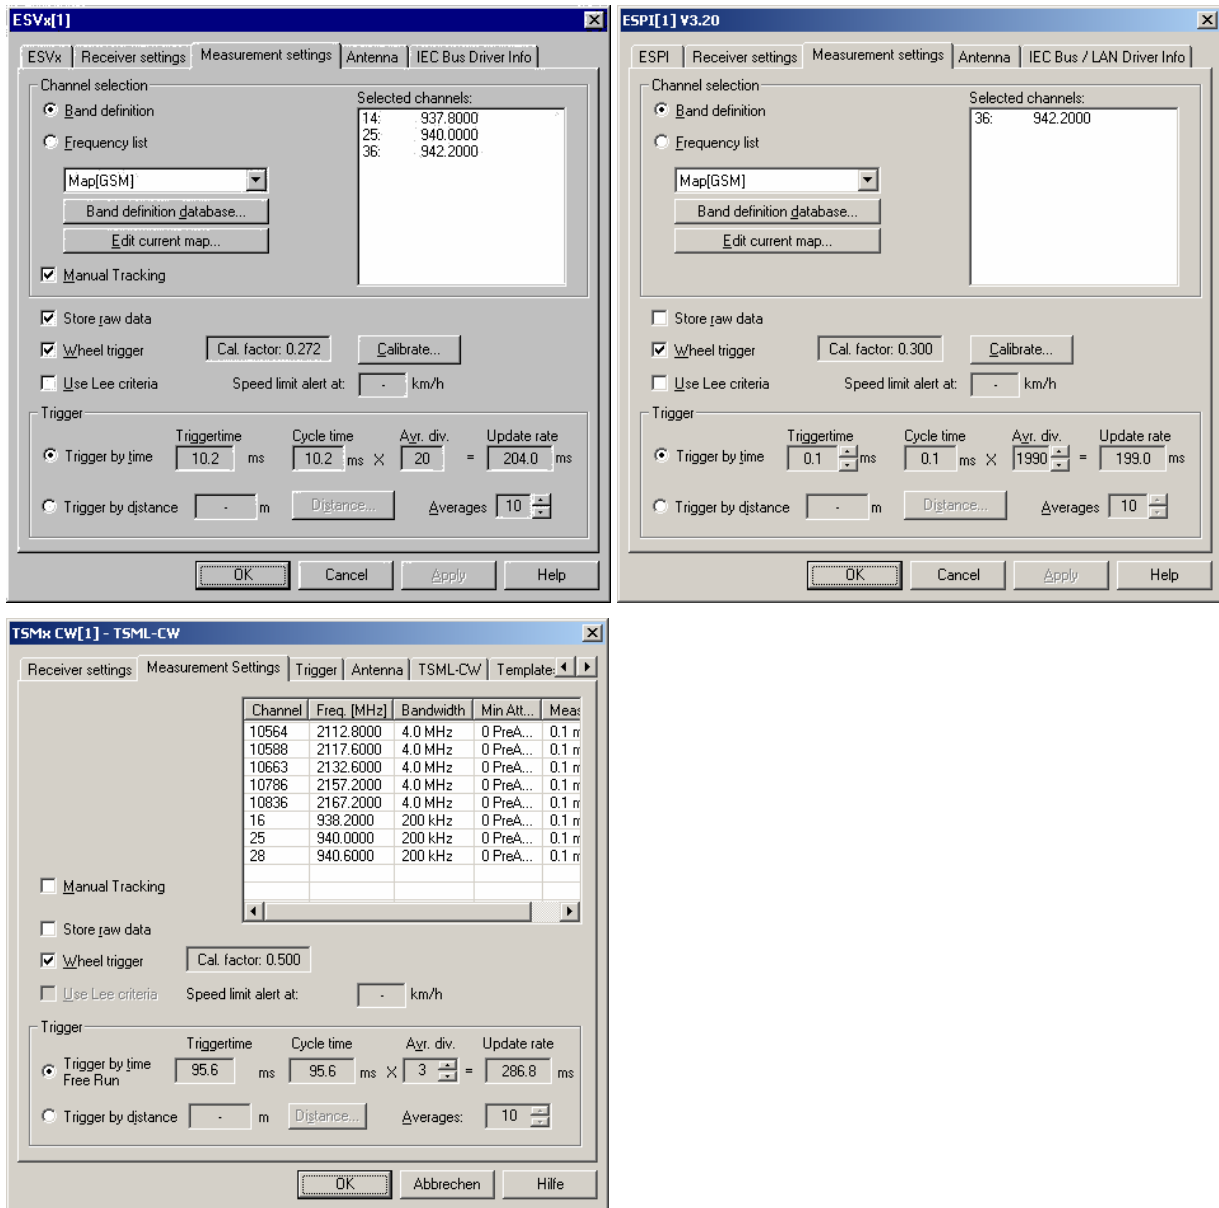 ESVx[1]
ESVx Receiver settings Measurement settings Antenna IEC Bus Driver Info
Channel selection
Band definition
Frequency list
Map[GSM]
Band definition database...
Edit current map...
Manual Tracking
Selected channels:
14: 937.8000
25: 940.0000
36: 942.2000
Store raw data
Wheel trigger Cal. factor: 0.272 Calibrate...
Use Lee criteria Speed limit alert at: - km/h
Trigger
Triggertime Cycle time Avr. div. Update rate
Trigger by time 10.2 ms 10.2 ms X 20 = 204.0 ms
Trigger by distance - m Distance... Averages 10
OK Cancel Apply Help
ESPI[1] V3.20
ESPI Receiver settings Measurement settings Antenna IEC Bus / LAN Driver Info
Channel selection
Band definition
Frequency list
Map[GSM]
Band definition database...
Edit current map...
Selected channels:
36: 942.2000
Store raw data
Wheel trigger Cal. factor: 0.300 Calibrate...
Use Lee criteria Speed limit alert at: - km/h
Trigger
Triggertime Cycle time Avr. div. Update rate
Trigger by time 0.1 ms 0.1 ms X 1990 = 199.0 ms
Trigger by distance - m Distance... Averages 10
OK Cancel Apply Help
TSMx CW[1] - TSML-CW
Receiver settings Measurement Settings Trigger Antenna TSML-CW Template:
Channel Freq. [MHz] Bandwidth Min Att... Meas
10564 2112.8000 4.0 MHz 0 PreA... 0.1 m
10588 2117.6000 4.0 MHz 0 PreA... 0.1 m
10663 2132.6000 4.0 MHz 0 PreA... 0.1 m
10786 2157.2000 4.0 MHz 0 PreA... 0.1 m
10836 2167.2000 4.0 MHz 0 PreA... 0.1 m
16 938.2000 200 kHz 0 PreA... 0.1 m
25 940.0000 200 kHz 0 PreA... 0.1 m
28 940.6000 200 kHz 0 PreA... 0.1 m
Manual Tracking
Store raw data
Wheel trigger Cal. factor: 0.500
Use Lee criteria Speed limit alert at: - km/h
Trigger
Triggertime Cycle time Avr. div. Update rate
Trigger by time
Free Run 95.6 ms 95.6 ms X 3 = 286.8 ms
Trigger by distance - m Distance... Averages: 10
OK Abbrechen Hilfe